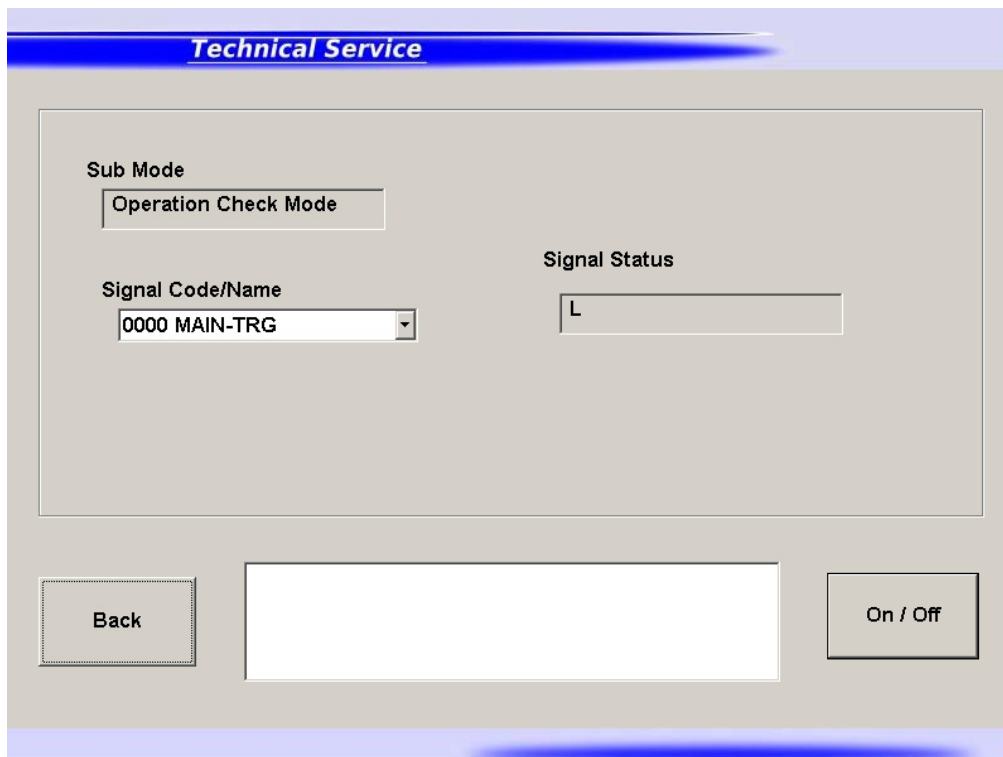 Technical Service
Sub Mode
Operation Check Mode
Signal Status
Signal Code/Name
L
0000 MAIN-TRG
Back
On / Off